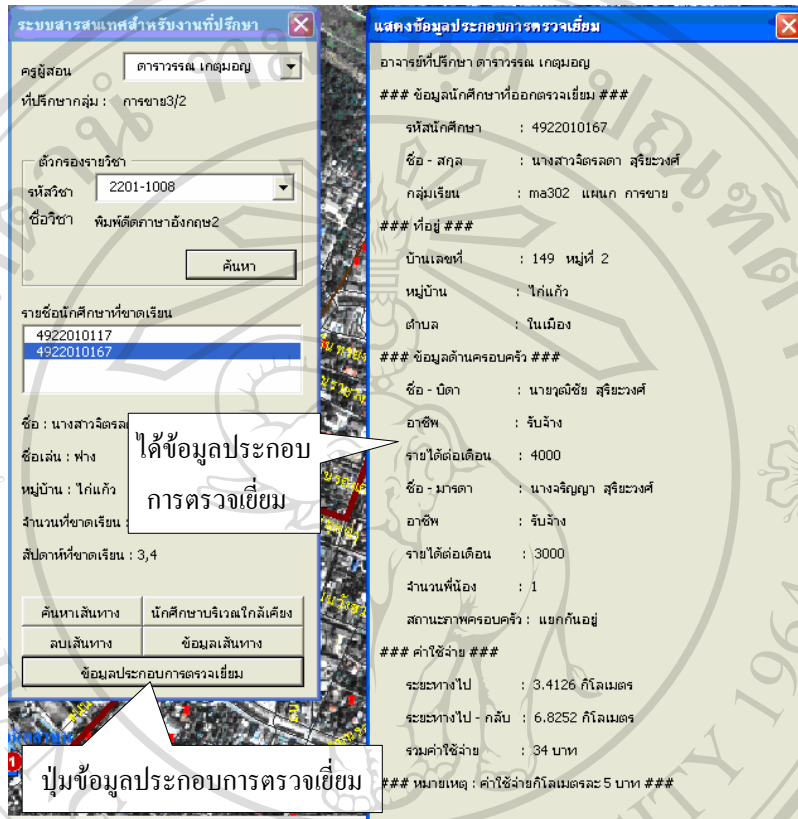 ระบบสารสนเทศสำหรับงานที่ปรึกษา
ครูผู้สอน ดาราวรรณ เกตุมอญ
ที่ปรึกษากลุ่ม : การขาย3/2
ตัวกรองรายวิชา
รหัสวิชา 2201-1008
ชื่อวิชา พิมพ์ดีดภาษาอังกฤษ2
ค้นหา
รายชื่อนักศึกษาที่ขาดเรียน
4922010117
4922010167
ชื่อ : นางสาวจิตรลด
ชื่อเล่น : ฟาง
หมู่บ้าน : ไก่แก้ว
จำนวนที่ขาดเรียน :
สัปดาห์ที่ขาดเรียน : 3,4
ค้นหาเส้นทาง นักศึกษาบริเวณใกล้เคียง
ลบเส้นทาง ข้อมูลเส้นทาง
ข้อมูลประกอบการตรวจเยี่ยม
ได้ข้อมูลประกอบ
การตรวจเยี่ยม
ปุ่มข้อมูลประกอบการตรวจเยี่ยม
แสดงข้อมูลประกอบการตรวจเยี่ยม
อาจารย์ที่ปรึกษา ดาราวรรณ เกตุมอญ
### ข้อมูลนักศึกษาที่ออกตรวจเยี่ยม ###
รหัสนักศึกษา : 4922010167
ชื่อ - สกุล : นางสาวจิตรลดา สุริยะวงศ์
กลุ่มเรียน : ma302 แผนก การขาย
### ที่อยู่ ###
บ้านเลขที่ : 149 หมู่ที่ 2
หมู่บ้าน : ไก่แก้ว
ตำบล : ในเมือง
### ข้อมูลด้านครอบครัว ###
ชื่อ - บิดา : นายวุฒิชัย สุริยะวงศ์
อาชีพ : รับจ้าง
รายได้ต่อเดือน : 4000
ชื่อ - มารดา : นางจริญญา สุริยะวงศ์
อาชีพ : รับจ้าง
รายได้ต่อเดือน : 3000
จำนวนพี่น้อง : 1
สถานะภาพครอบครัว : แยกกันอยู่
### ค่าใช้จ่าย ###
ระยะทางไป : 3.4126 กิโลเมตร
ระยะทางไป - กลับ : 6.8252 กิโลเมตร
รวมค่าใช้จ่าย : 34 บาท
### หมายเหตุ : ค่าใช้จ่ายกิโลเมตรละ 5 บาท ###